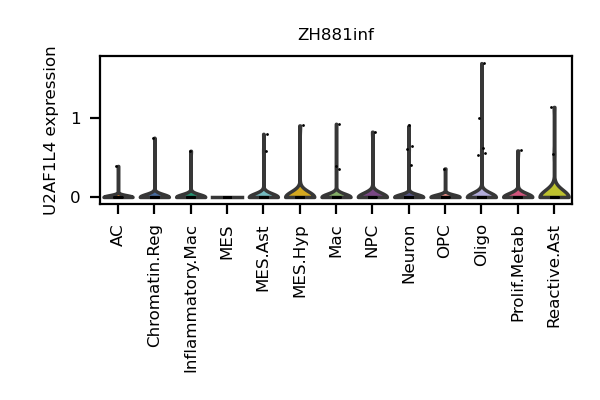 ZH881inf
U2AF1L4 expression
1
0
AC
Chromatin.Reg
Inflammatory.Mac
MES
MES.Ast
MES.Hyp
Mac
NPC
Neuron
OPC
Oligo
Prolif.Metab
Reactive.Ast